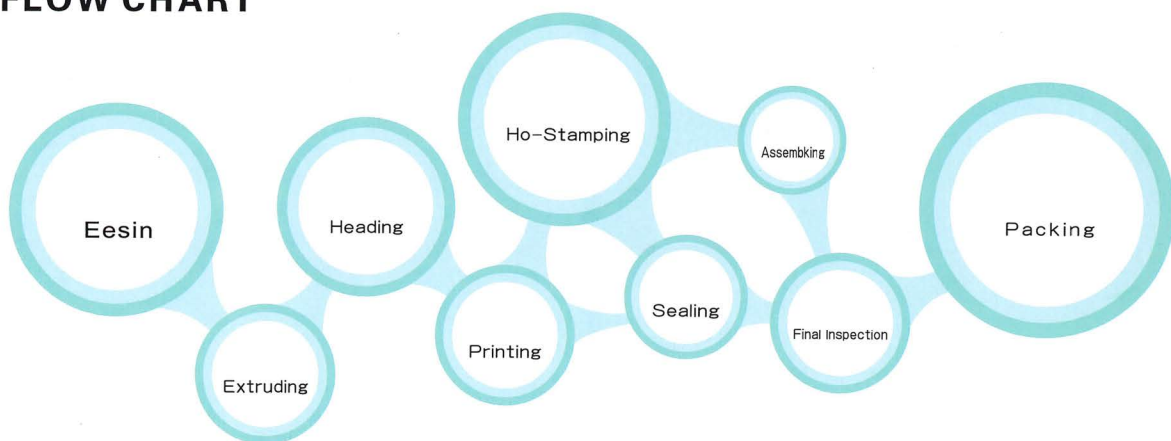 FLOW CHART
Eesin
Extruding
Heading
Printing
Ho-Stamping
Sealing
Assembking
Final Inspection
Packing